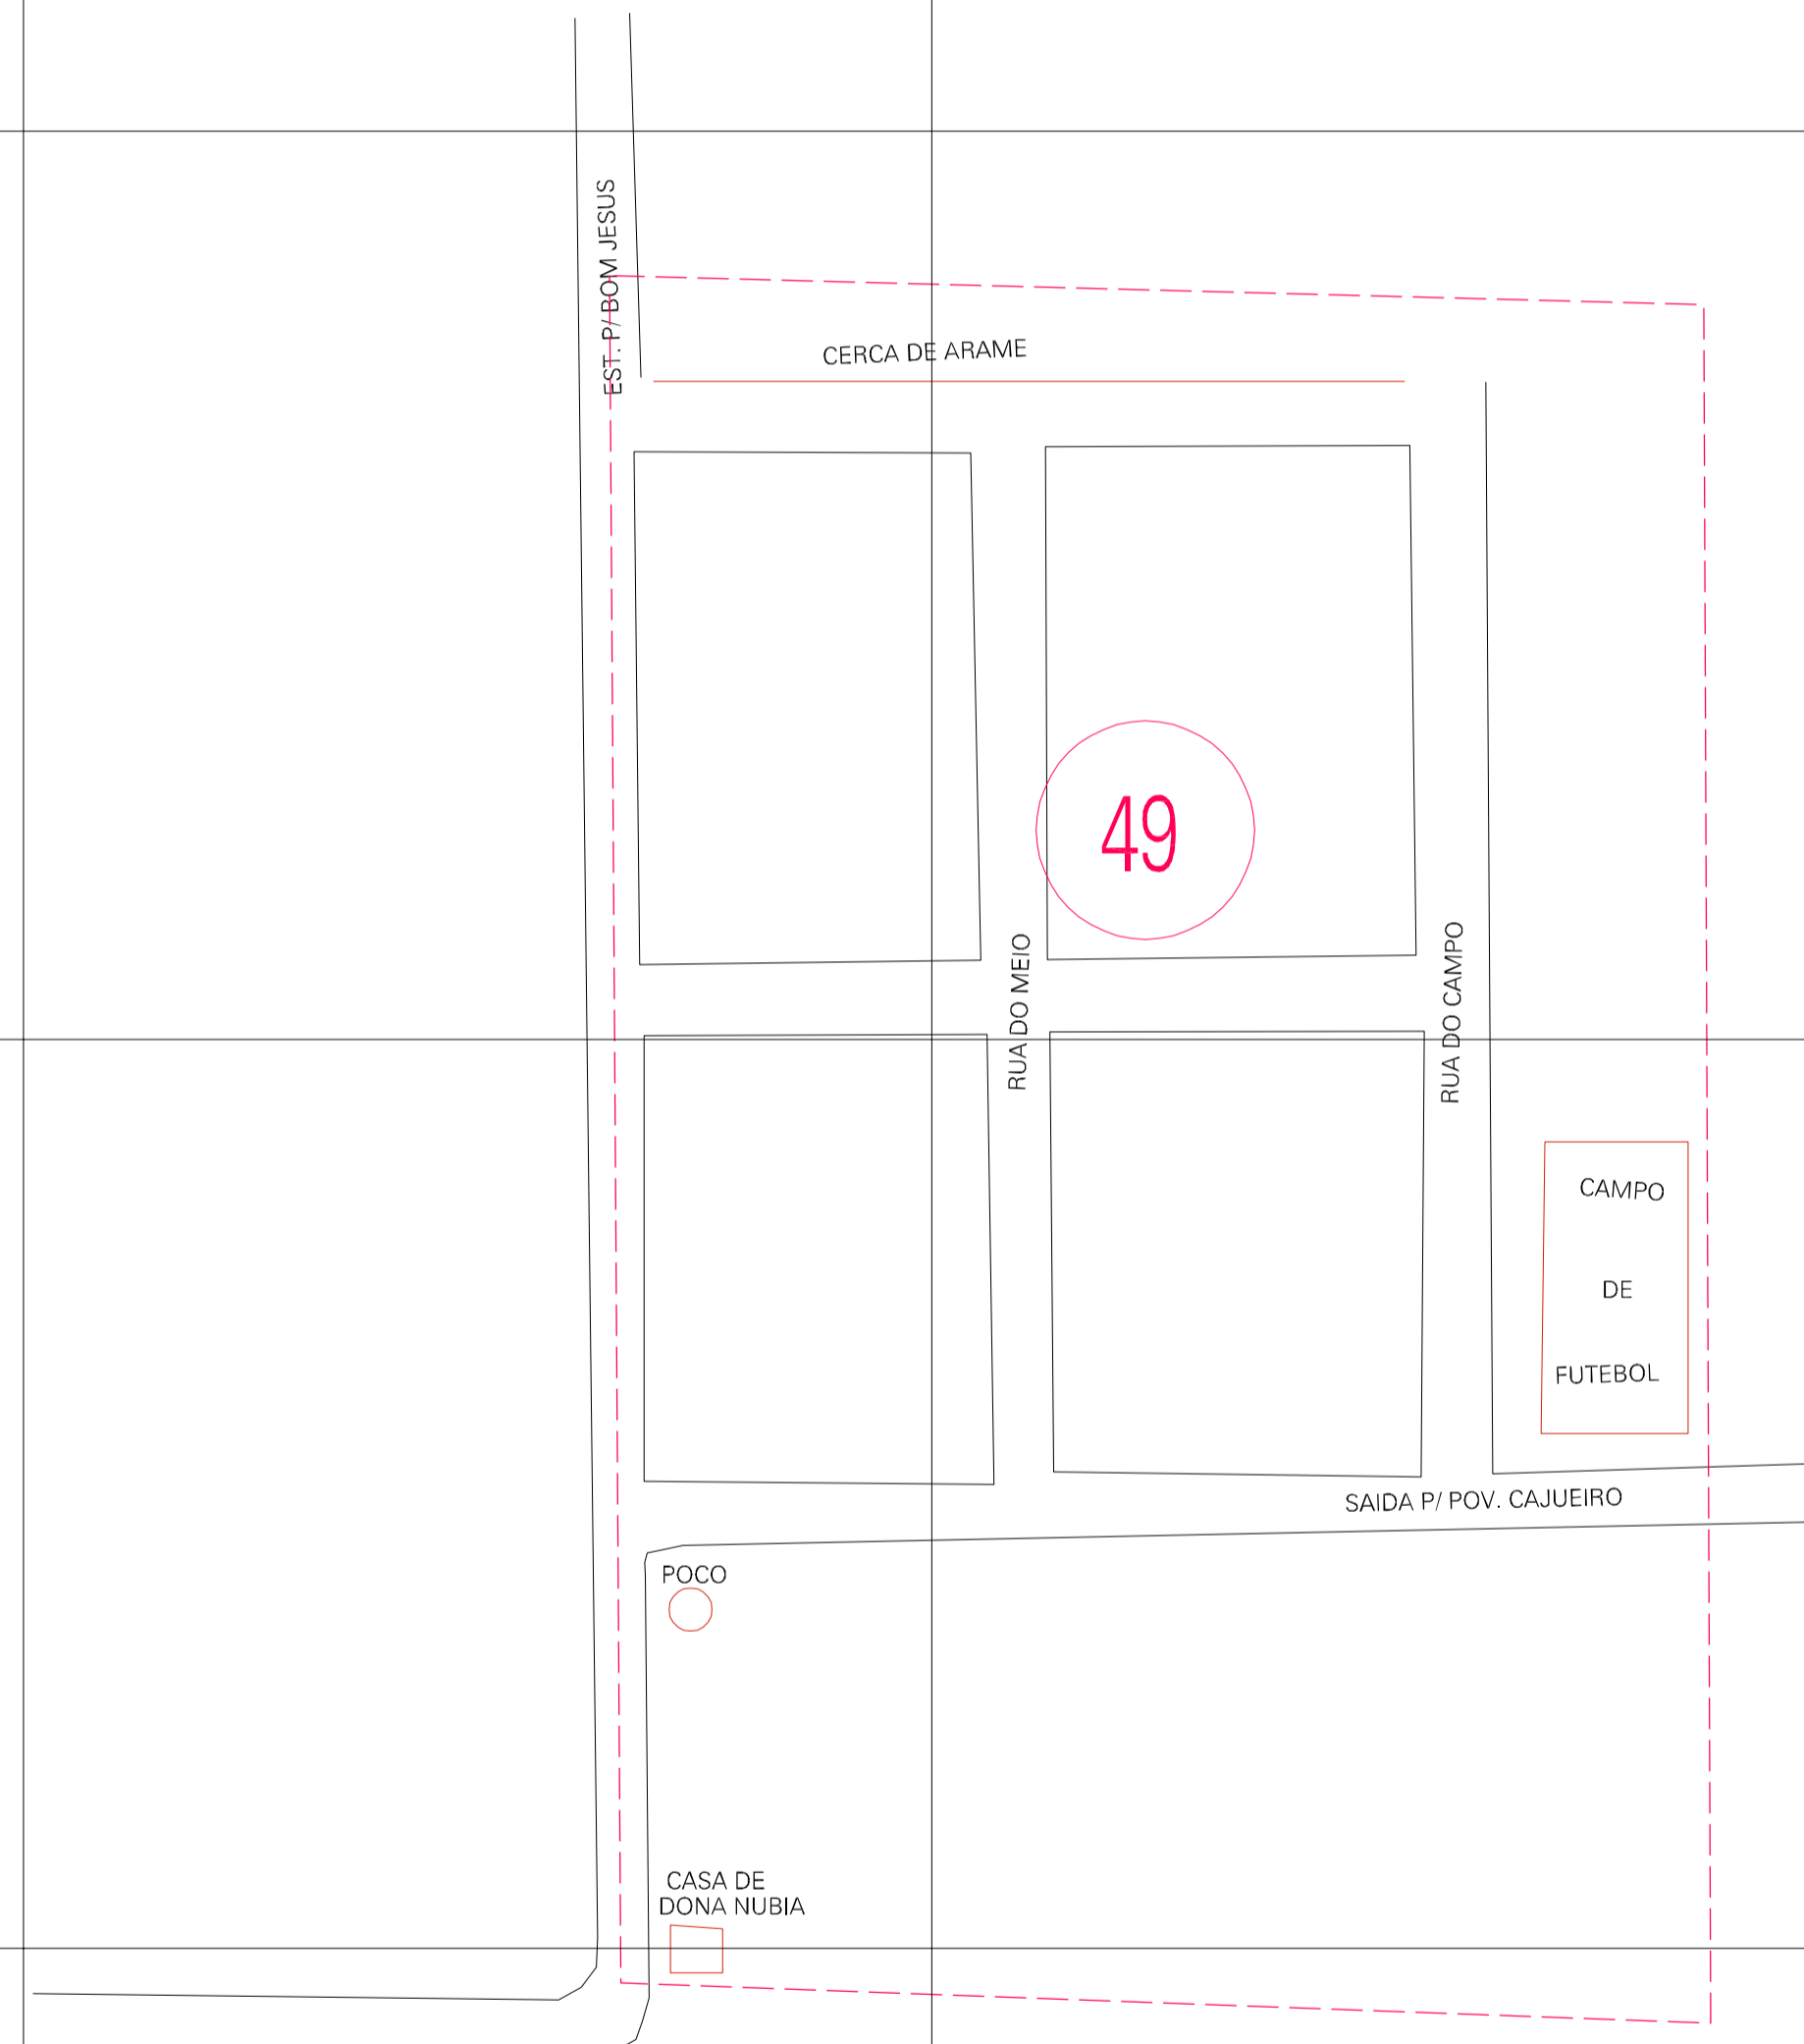 EST. P/ BOM JESUS
CERCA DE ARAME
49
RUA DO MEIO
RUA DO CAMPO
CAMPO
DE
FUTEBOL
SAIDA P/ POV. CAJUEIRO
POCO
CASA DE
DONA NUBIA